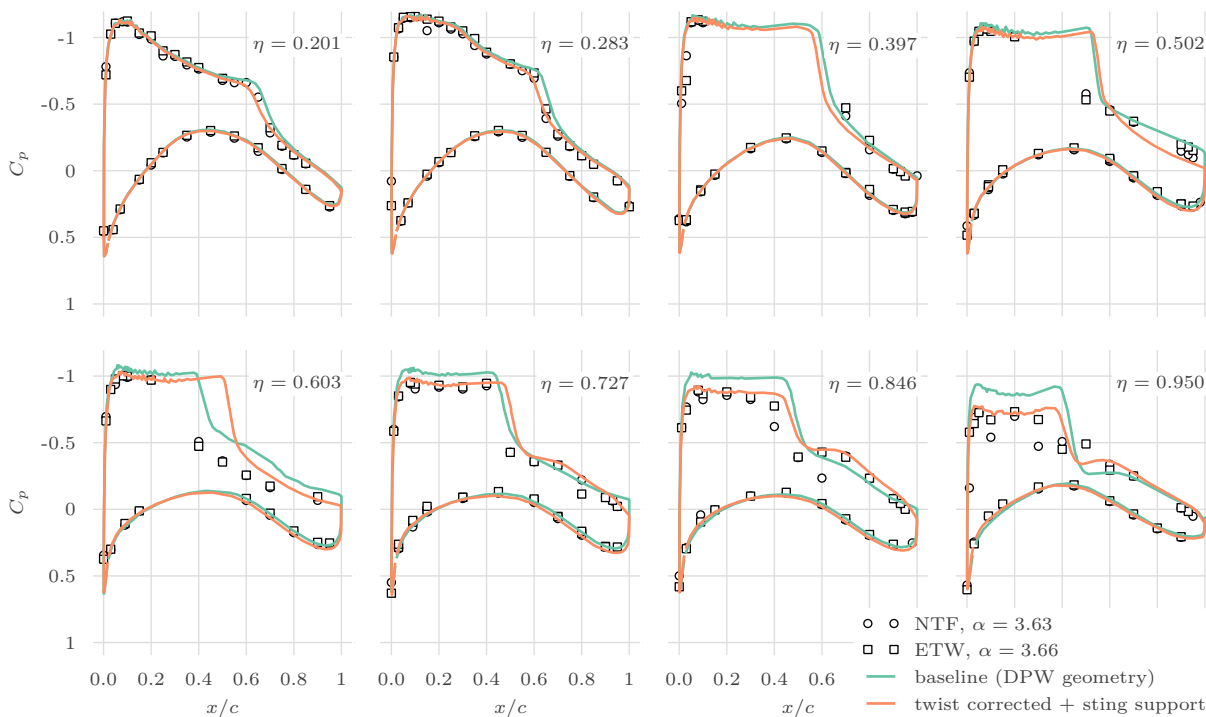 -1
-0.5
0
0.5
1
C_p
η = 0.201
η = 0.283
η = 0.397
η = 0.502
-1
-0.5
0
0.5
1
C_p
η = 0.603
η = 0.727
η = 0.846
η = 0.950
0.0 0.2 0.4 0.6 0.8 1
x/c
0.0 0.2 0.4 0.6 0.8 1
x/c
0.0 0.2 0.4 0.6
NTF, α = 3.63
ETW, α = 3.66
baseline (DPW geometry)
twist corrected + sting support